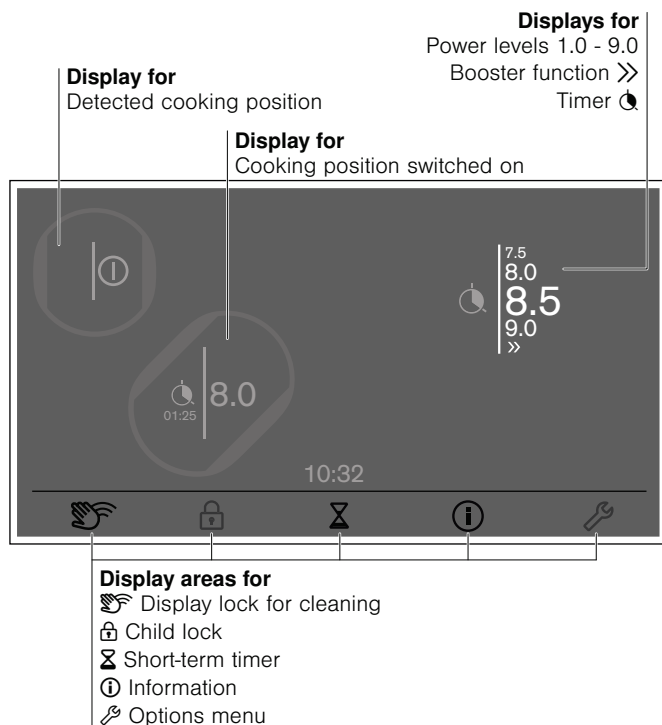 Displays for
Power levels 1.0 - 9.0
Booster function »
Timer
Display for
Detected cooking position
Display for
Cooking position switched on
7.5
8.0
8.5
9.0
»
8.0
01:25
10:32
Display areas for
Display lock for cleaning
Child lock
Short-term timer
Information
Options menu